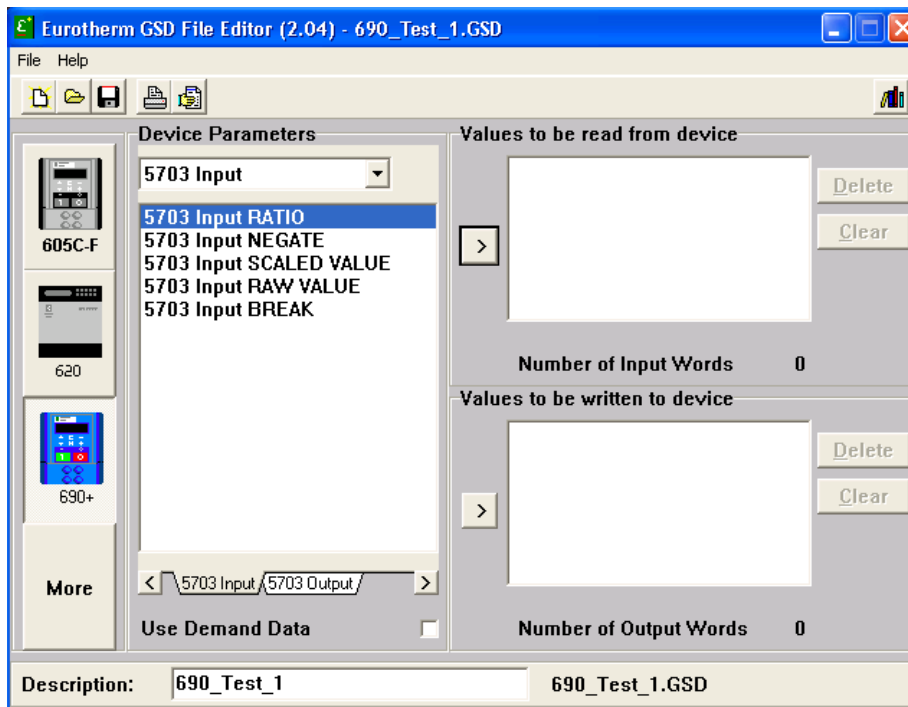 Eurotherm GSD File Editor (2.04) - 690_Test_1.GSD
File Help
Device Parameters
5703 Input
5703 Input RATIO
5703 Input NEGATE
5703 Input SCALED VALUE
5703 Input RAW VALUE
5703 Input BREAK
< 5703 Input 5703 Output >
Use Demand Data
605C-F
620
690+
More
Values to be read from device
>
Delete
Clear
Number of Input Words 0
Values to be written to device
>
Delete
Clear
Number of Output Words 0
Description: 690_Test_1 690_Test_1.GSD